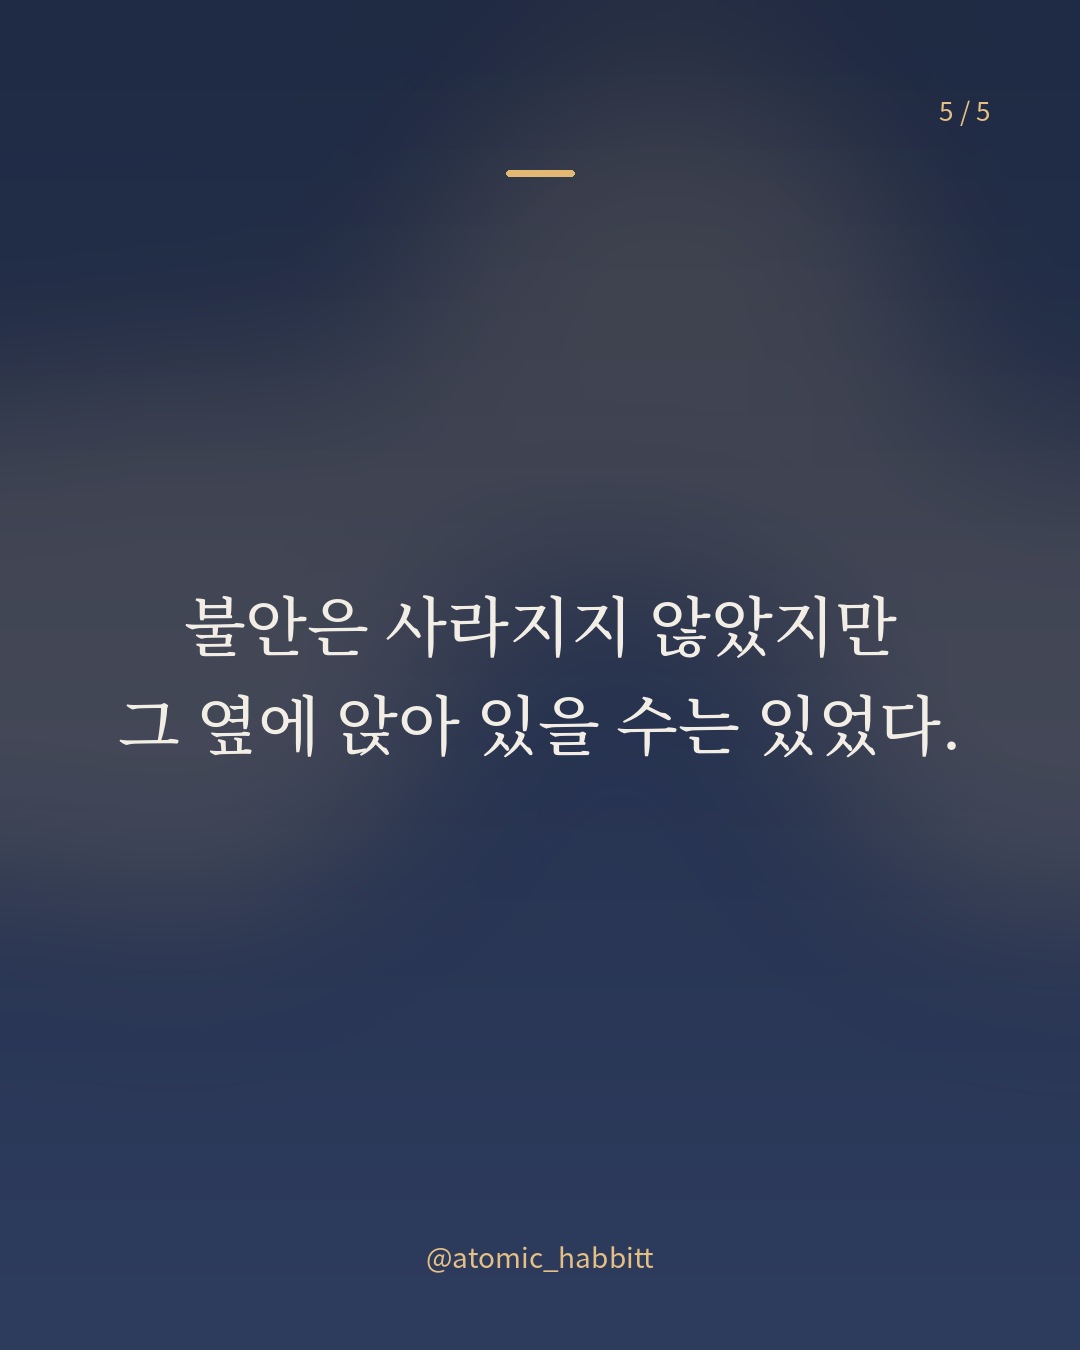 5 / 5
불안은 사라지지 않았지만
그 옆에 앉아 있을 수는 있었다.
@atomic_habbitt